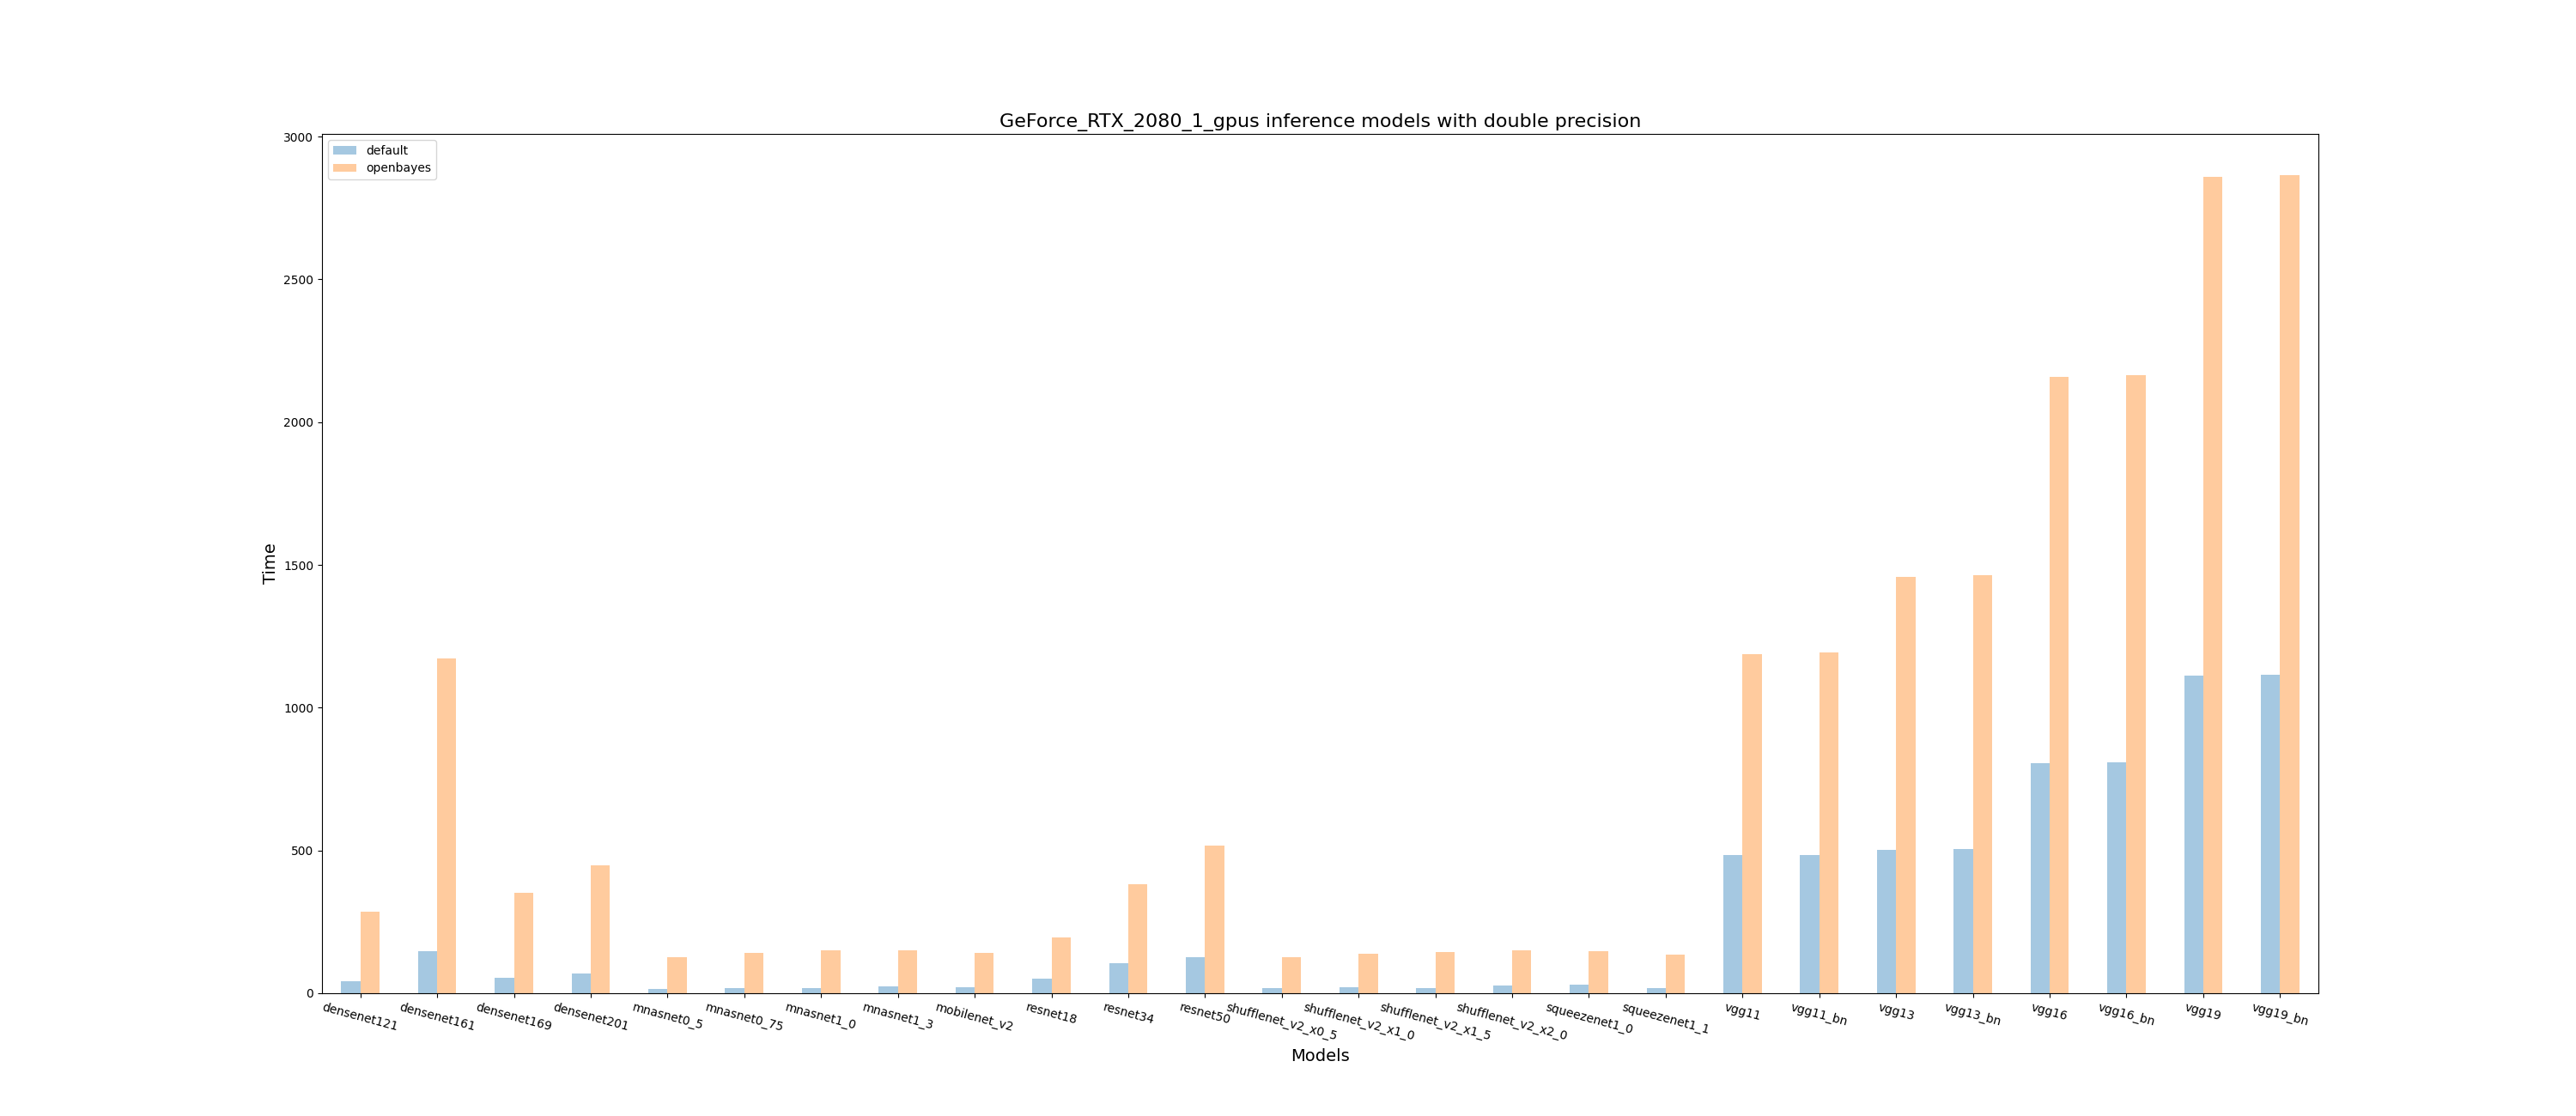 GeForce_RTX_2080_1_gpus inference models with double precision
default
openbayes
3000
2500
2000
1500
1000
500
0
Time
densenet121
densenet161
densenet169
densenet201
mnasnet0_5
mnasnet0_75
mnasnet1_0
mnasnet1_3
mobilenet_v2
resnet18
resnet34
resnet50
shufflenet_v2_x0_5
shufflenet_v2_x1_0
shufflenet_v2_x1_5
shufflenet_v2_x2_0
squeezenet1_0
squeezenet1_1
vgg11
vgg11_bn
vgg13
vgg13_bn
vgg16
vgg16_bn
vgg19
vgg19_bn
Models